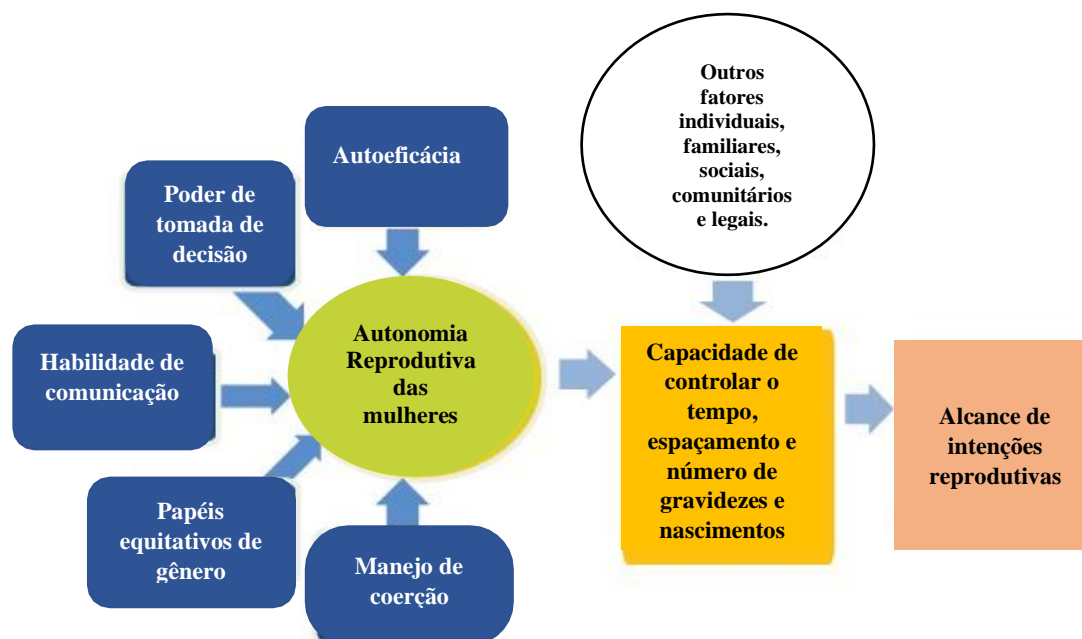 Outros
fatores
individuais,
familiares,
sociais,
comunitários
e legais.
Autoeficácia
Poder de
tomada de
decisão
Habilidade de
comunicação
Papéis
equitativos de
gênero
Manejo de
coerção
Autonomia
Reprodutiva
das
mulheres
Capacidade de
controlar o
tempo,
espaçamento e
número de
gravidezes e
nascimentos
Alcance de
intenções
reprodutivas